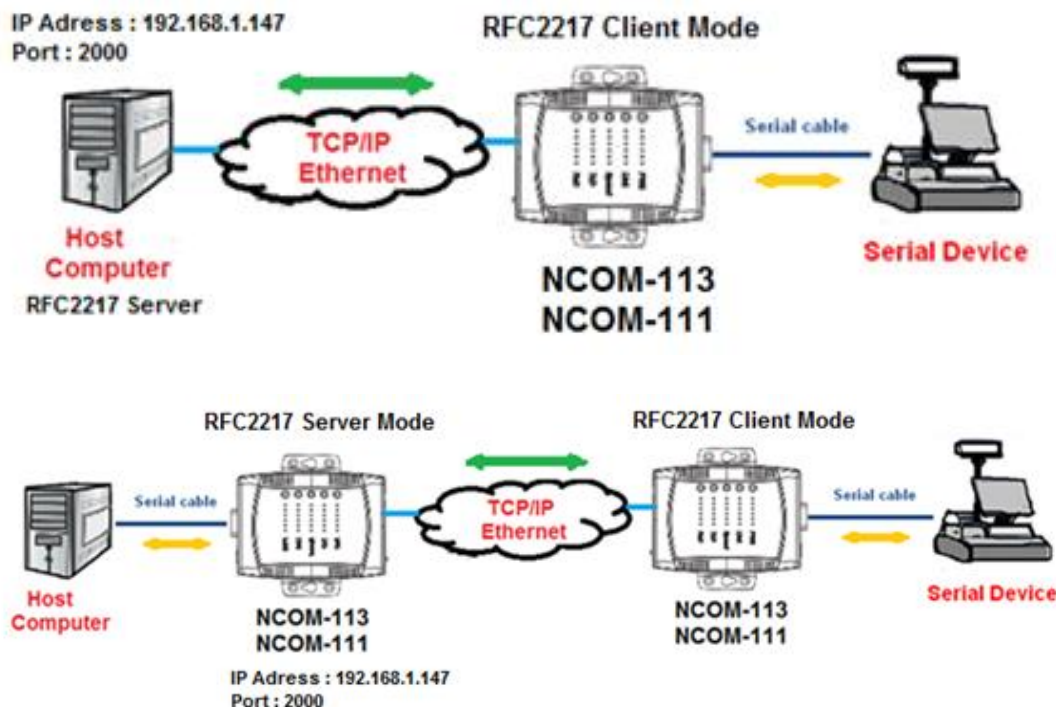 IP Adress : 192.168.1.147
Port : 2000
RFC2217 Client Mode
TCP/IP
Ethernet
Serial cable
Host
Computer
RFC2217 Server
NCOM-113
NCOM-111
Serial Device
RFC2217 Server Mode
RFC2217 Client Mode
Serial cable
TCP/IP
Ethernet
Serial cable
Host
Computer
NCOM-113
NCOM-111
IP Adress : 192.168.1.147
Port : 2000
NCOM-113
NCOM-111
Serial Device